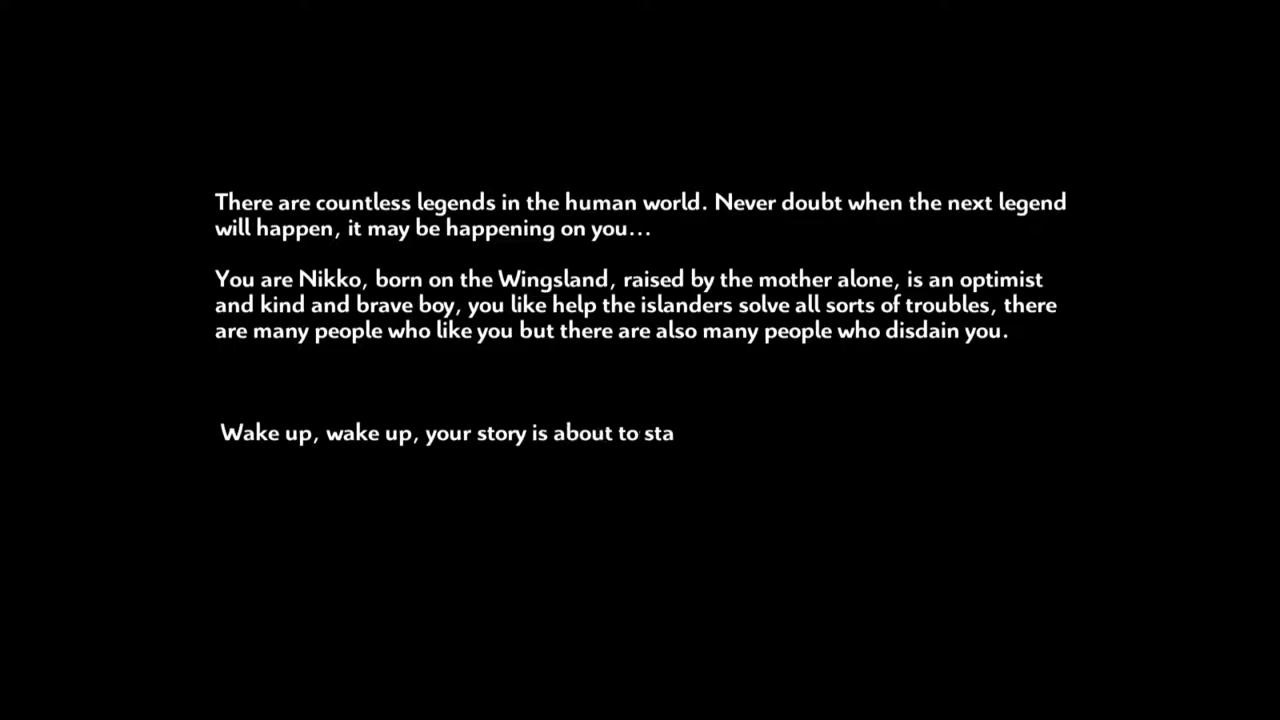 There are countless legends in the human world. Never doubt when the next legend
will happen, it may be happening on you...
You are Nikko, born on the Wingsland, raised by the mother alone, is an optimist
and kind and brave boy, you like help the islanders solve all sorts of troubles, there
are many people who like you but there are also many people who disdain you.
Wake up, wake up, your story is about to sta